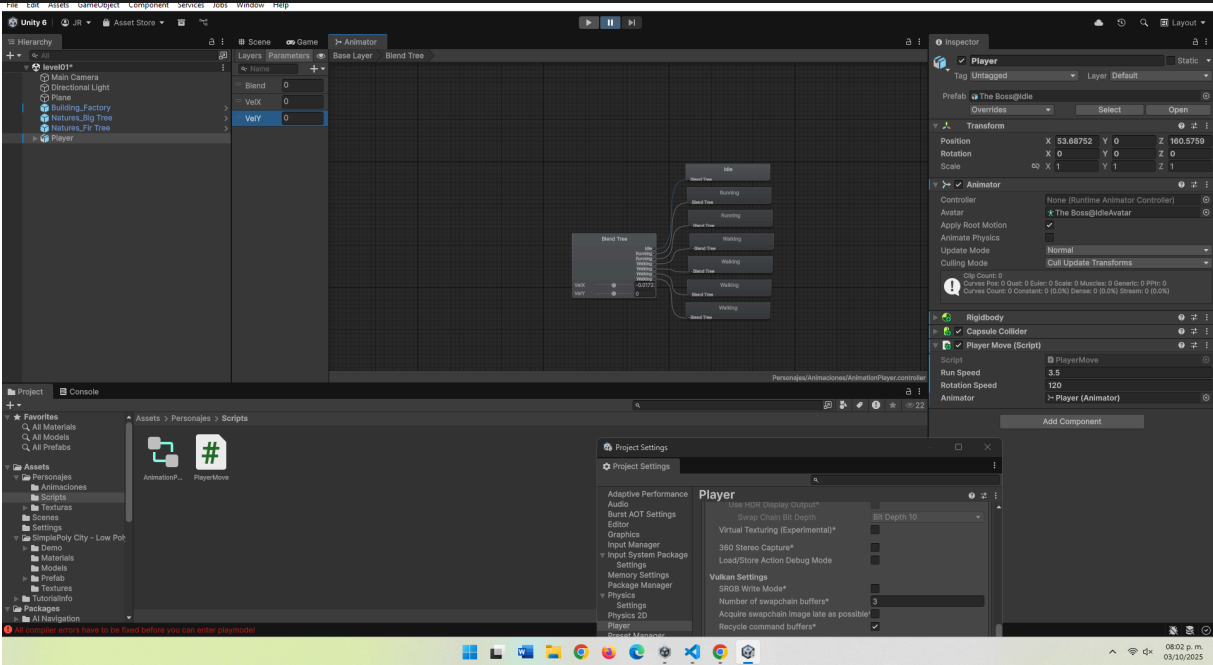 File Edit Assets GameObject Component Services Jobs Window Help
Unity 6 JR Asset Store Layout
Hierarchy
All
level01*
Main Camera
Directional Light
Plane
Building_Factory
Natures_Big Tree
Natures_Fir Tree
Player
Scene Game Animator
Layers Parameters Base Layer Blend Tree
Name
Blend 0
VelX 0
VelY 0
Idle
Blend Tree
Running
Blend Tree
Running
Blend Tree
Walking
Blend Tree
Walking
Blend Tree
Walking
Blend Tree
Walking
Blend Tree
Blend Tree
Idle
Running
Running
Walking
Walking
Walking
Walking
VelX -0.0172
VelY 0
Personajes/Animaciones/AnimationPlayer.controller
Inspector
Player Static
Tag Untagged Layer Default
Prefab The Boss@Idle
Overrides Select Open
Transform
Position X 53.68752 Y 0 Z 160.5759
Rotation X 0 Y 0 Z 0
Scale X 1 Y 1 Z 1
Animator
Controller None (Runtime Animator Controller)
Avatar The Boss@IdleAvatar
Apply Root Motion
Animate Physics
Update Mode Normal
Culling Mode Cull Update Transforms
Clip Count: 0
Curves Pos: 0 Quat: 0 Euler: 0 Scale: 0 Muscles: 0 Generic: 0 PPtr: 0
Curves Count: 0 Constant: 0 (0.0%) Dense: 0 (0.0%) Stream: 0 (0.0%)
Rigidbody
Capsule Collider
Player Move (Script)
Script PlayerMove
Run Speed 3.5
Rotation Speed 120
Animator Player (Animator)
Add Component
Project Console
22
Favorites
All Materials
All Models
All Prefabs
Assets
Personajes
Animaciones
Scripts
Texturas
Scenes
Settings
SimplePoly City - Low Poly
Demo
Materials
Models
Prefab
Textures
TutorialInfo
Packages
AI Navigation
Assets > Personajes > Scripts
AnimationP... PlayerMove
Project Settings
Project Settings
Adaptive Performance
Audio
Burst AOT Settings
Editor
Graphics
Input Manager
Input System Package
Settings
Memory Settings
Package Manager
Physics
Settings
Physics 2D
Player
Preset Manager
Player
Use HDR Display Output*
Swap Chain Bit Depth Bit Depth 10
Virtual Texturing (Experimental)*
360 Stereo Capture*
Load/Store Action Debug Mode
Vulkan Settings
SRGB Write Mode*
Number of swapchain buffers* 3
Acquire swapchain image late as possible*
Recycle command buffers*
All compiler errors have to be fixed before you can enter playmode!
08:02 p. m.
03/10/2025